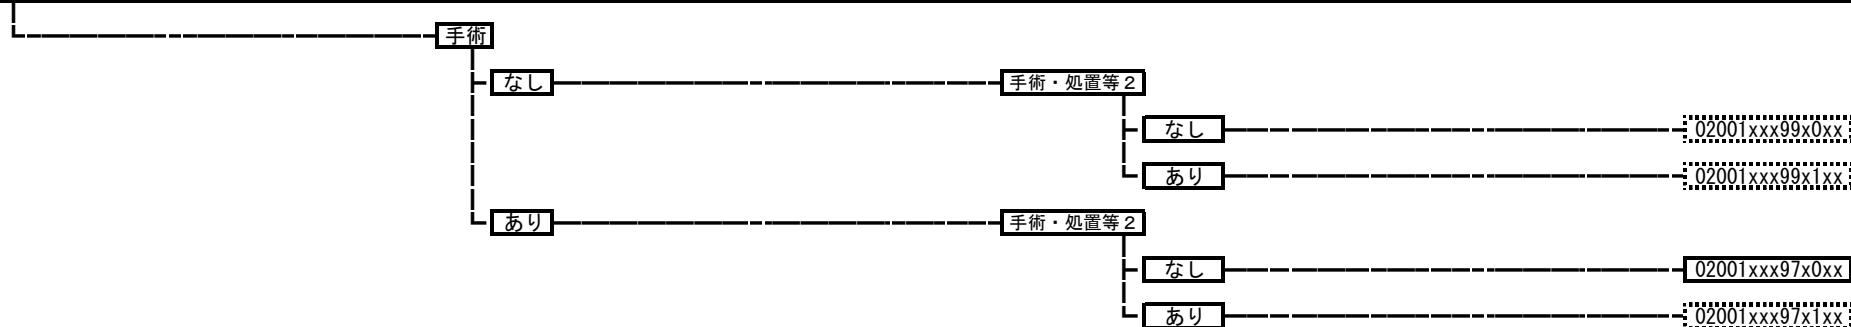 手術
なし
手術・処置等２
なし
02001xxx99x0xx
あり
02001xxx99x1xx
あり
手術・処置等２
なし
02001xxx97x0xx
あり
02001xxx97x1xx